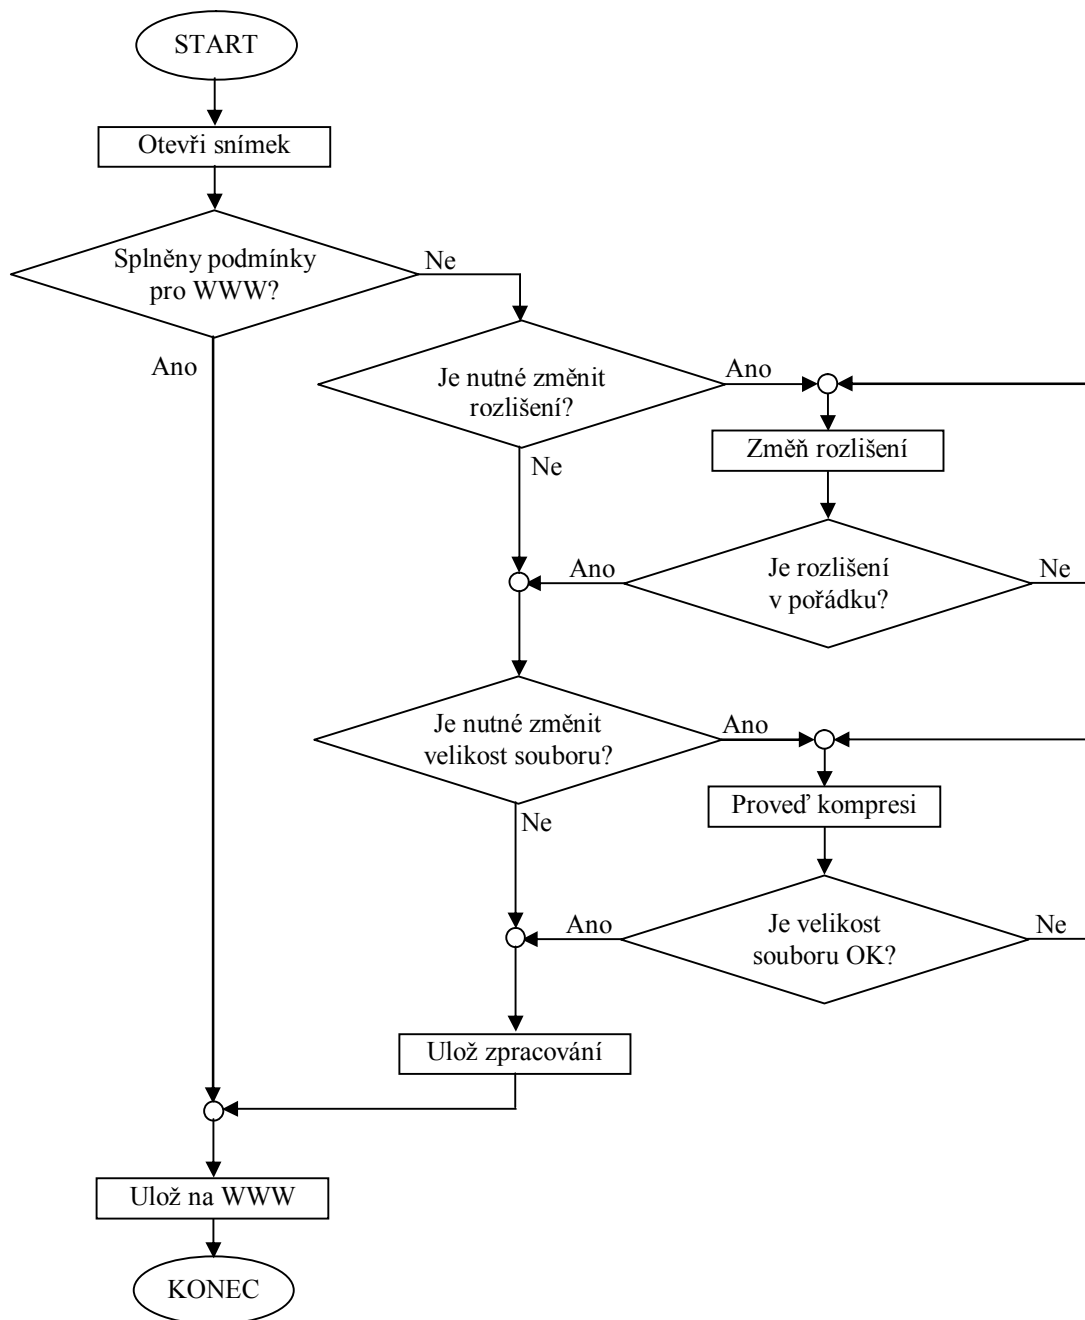 START
Otevři snímek
Splněny podmínky
pro WWW?
Ne
Ano
Je nutné změnit
rozlišení?
Ano
Ne
Změň rozlišení
Je rozlišení
v pořádku?
Ano
Ne
Je nutné změnit
velikost souboru?
Ano
Ne
Proveď kompresi
Je velikost
souboru OK?
Ano
Ne
Ulož zpracování
Ulož na WWW
KONEC